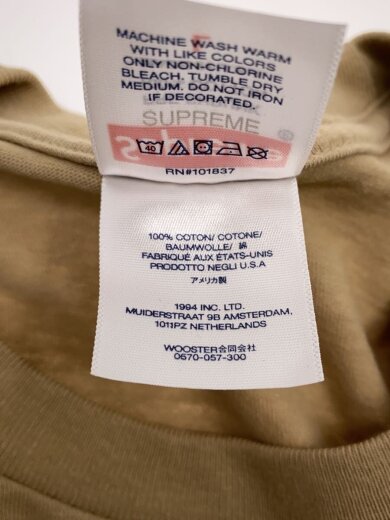 MACHINE WASH WARM
WITH LIKE COLORS
ONLY NON-CHLORINE
BLEACH. TUMBLE DRY
MEDIUM. DO NOT IRON
IF DECORATED.
SUPREME
®
40
RN#101837
100% COTTON/ COTONE/
BAUMWOLLE/ 綿
FABRIQUÉ AUX ÉTATS-UNIS
PRODOTTO NEGLI U.S.A
アメリカ製
1994 INC. LTD.
MUIDERSTRAAT 9B AMSTERDAM,
1011PZ NETHERLANDS
WOOSTER合同会社
0570-057-300